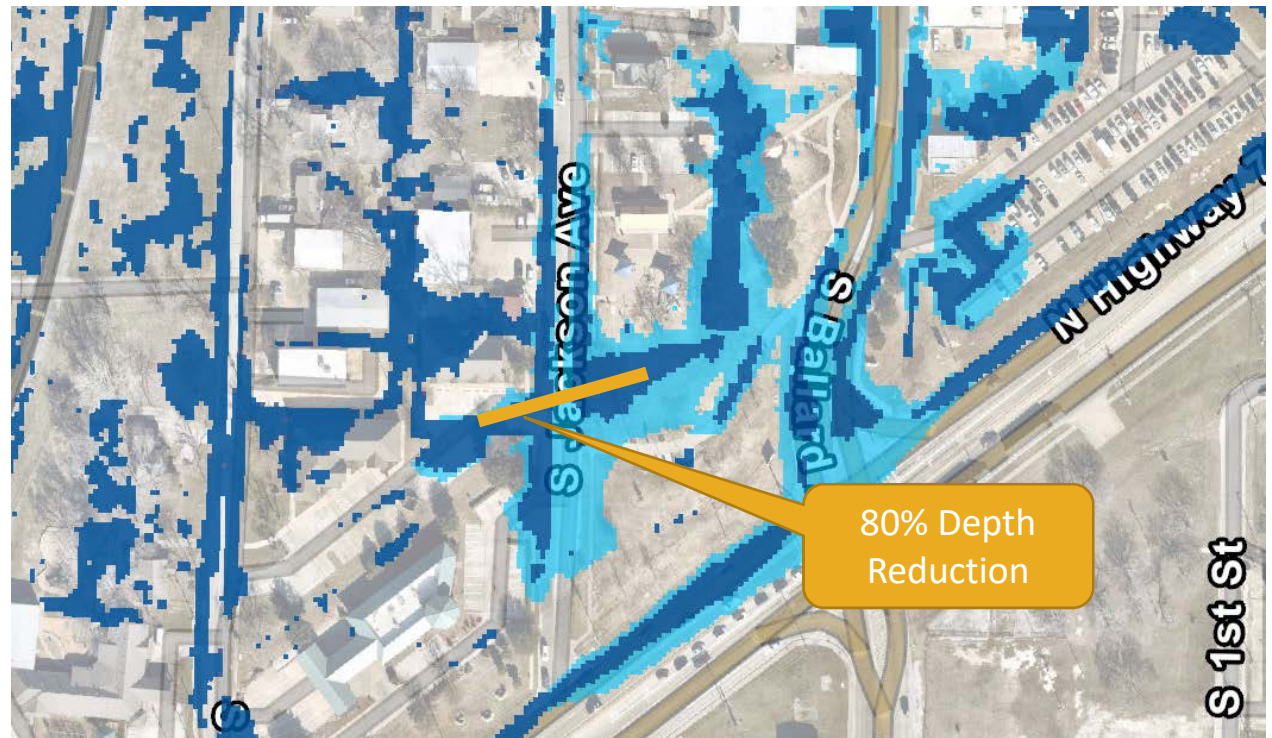 S Jackson Ave
S Ballard
N Highway 7
80% Depth
Reduction
S 1st St
S